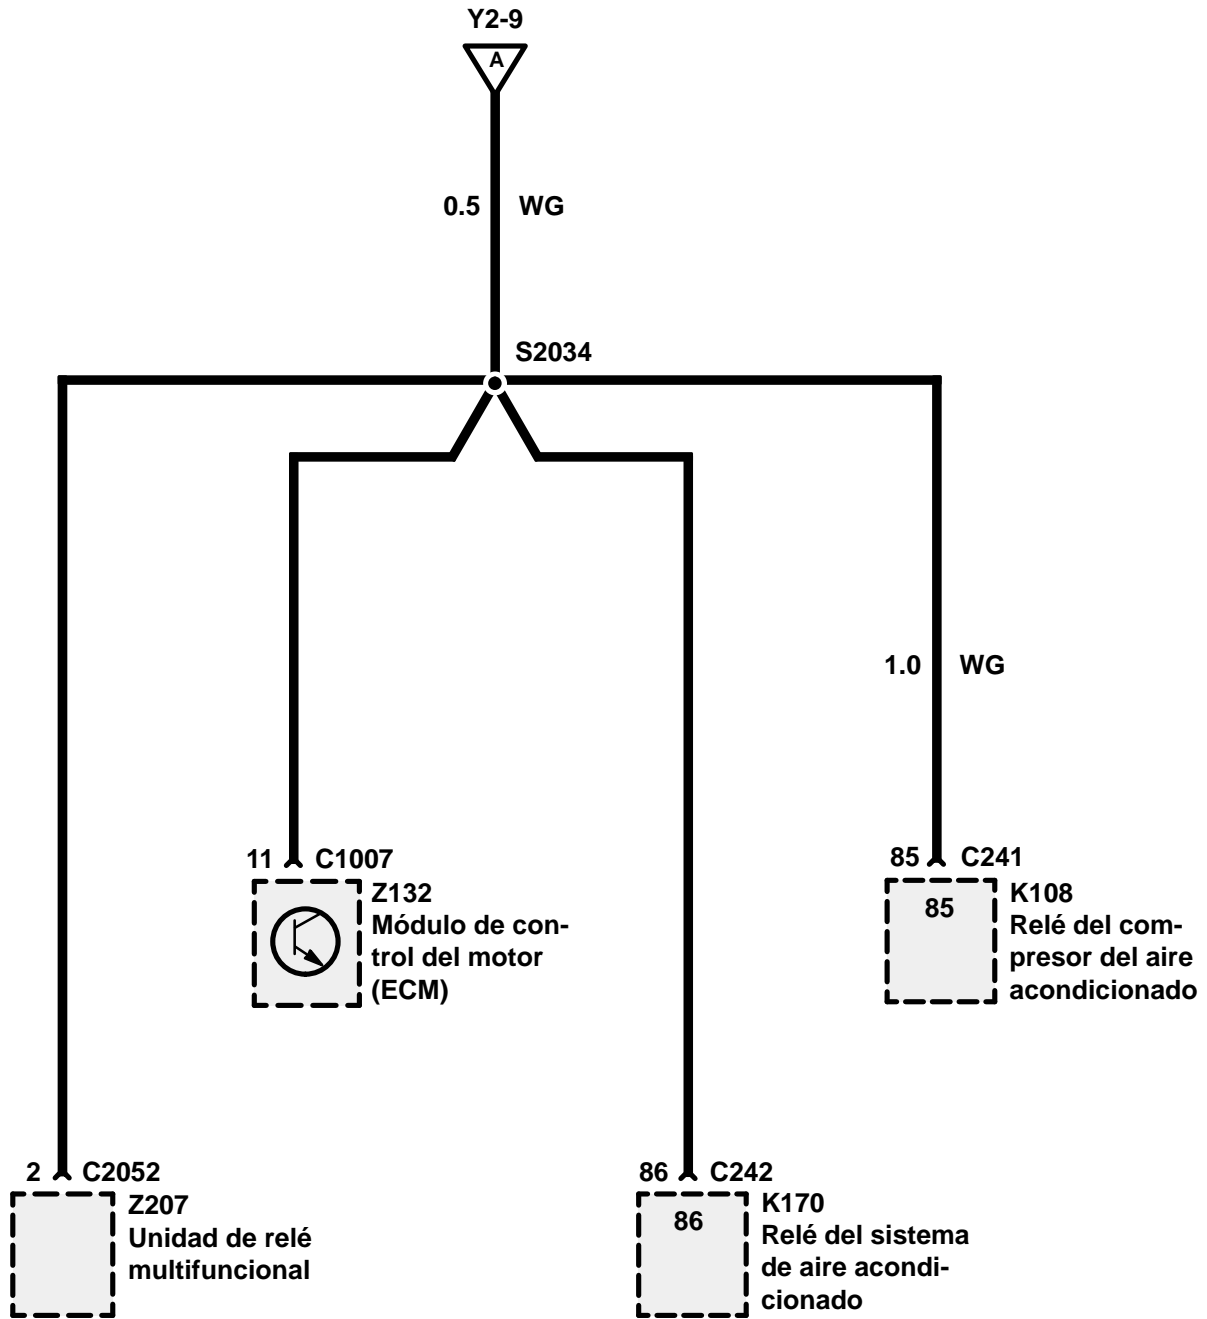 Y2-9
A
0.5 WG
S2034
1.0 WG
11 C1007
Z132
Módulo de con-
trol del motor
(ECM)
85 C241
85
K108
Relé del com-
presor del aire
acondicionado
2 C2052
Z207
Unidad de relé
multifuncional
86 C242
86
K170
Relé del sistema
de aire acondi-
cionado